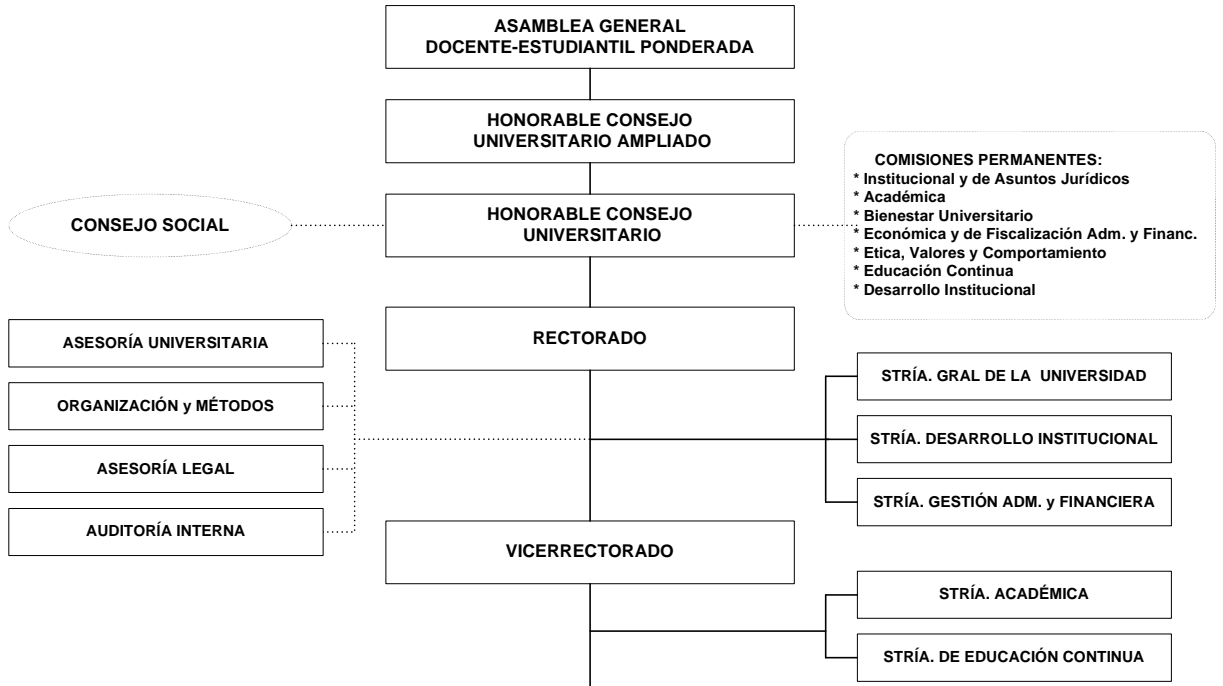 ASAMBLEA GENERAL
DOCENTE-ESTUDIANTIL PONDERADA
HONORABLE CONSEJO
UNIVERSITARIO AMPLIADO
COMISIONES PERMANENTES:
* Institucional y de Asuntos Jurídicos
* Académica
* Bienestar Universitario
* Económica y de Fiscalización Adm. y Financ.
* Etica, Valores y Comportamiento
* Educación Continua
* Desarrollo Institucional
CONSEJO SOCIAL
HONORABLE CONSEJO
UNIVERSITARIO
RECTORADO
ASESORÍA UNIVERSITARIA
ORGANIZACIÓN y MÉTODOS
ASESORÍA LEGAL
AUDITORÍA INTERNA
STRÍA. GRAL DE LA UNIVERSIDAD
STRÍA. DESARROLLO INSTITUCIONAL
STRÍA. GESTIÓN ADM. y FINANCIERA
VICERRECTORADO
STRÍA. ACADÉMICA
STRÍA. DE EDUCACIÓN CONTINUA